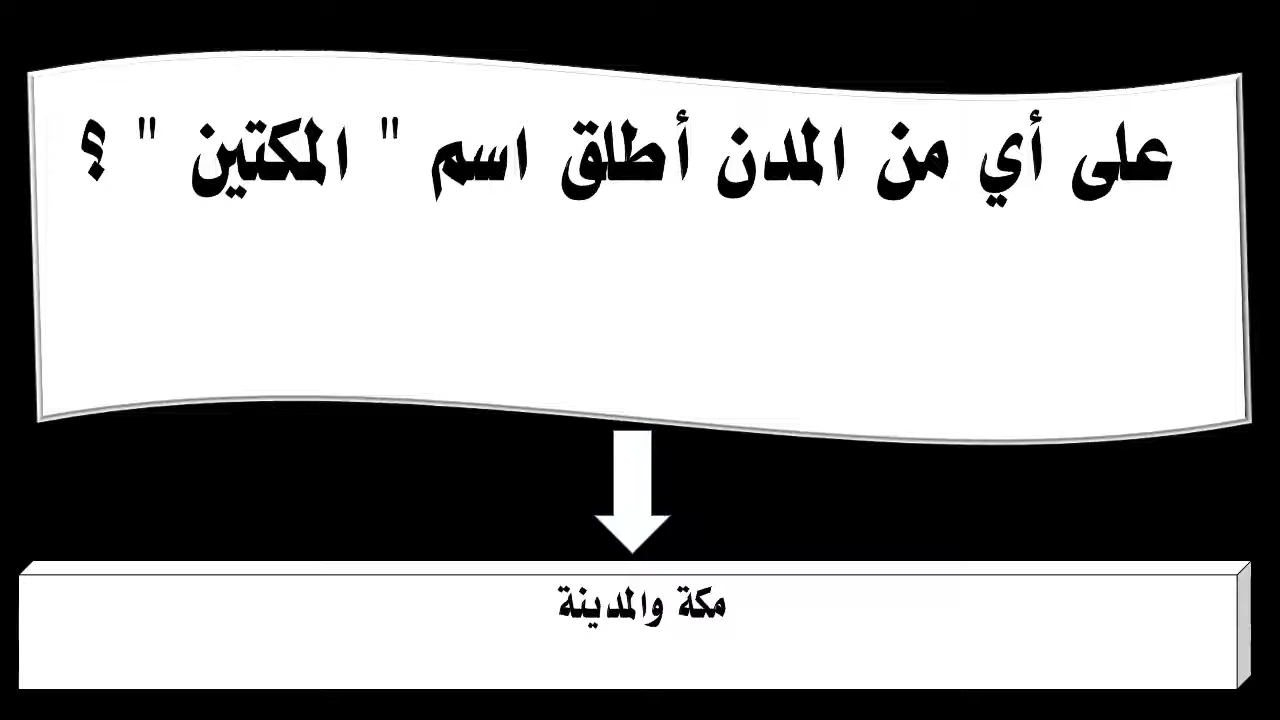 على أي من المدن أطلق اسم " المكتين " ؟
مكة والمدينة